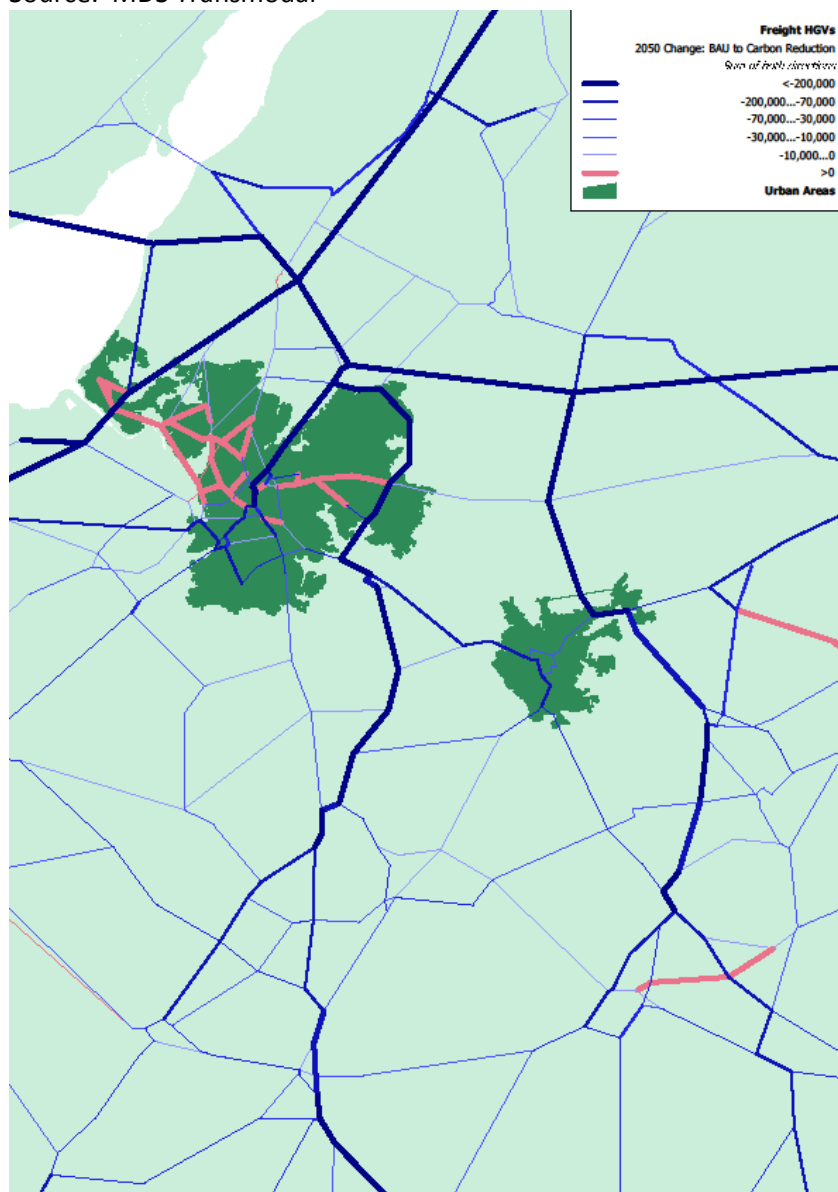 Source: MDS Transmodal
Freight HGVs
2050 Change: BAU to Carbon Reduction
Sum of both directions
<-200,000
-200,000...-70,000
-70,000...-30,000
-30,000...-10,000
-10,000...0
>0
Urban Areas